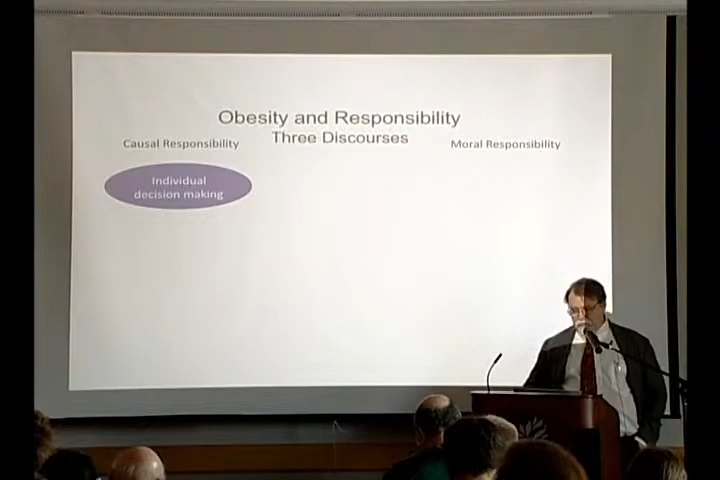 Obesity and Responsibility
Three Discourses
Causal Responsibility
Moral Responsibility
Individual
decision making